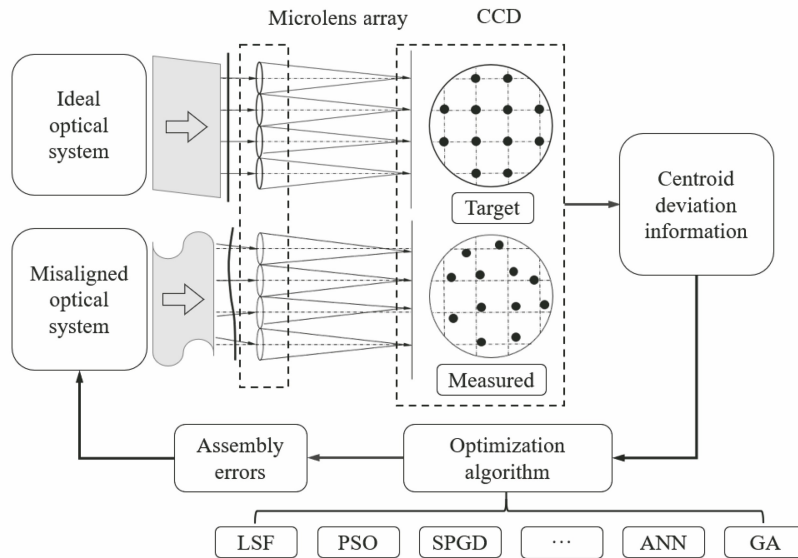 Microlens array
CCD
Ideal
optical
system
Target
Centroid
deviation
information
Misaligned
optical
system
Measured
Assembly
errors
Optimization
algorithm
LSF
PSO
SPGD
···
ANN
GA